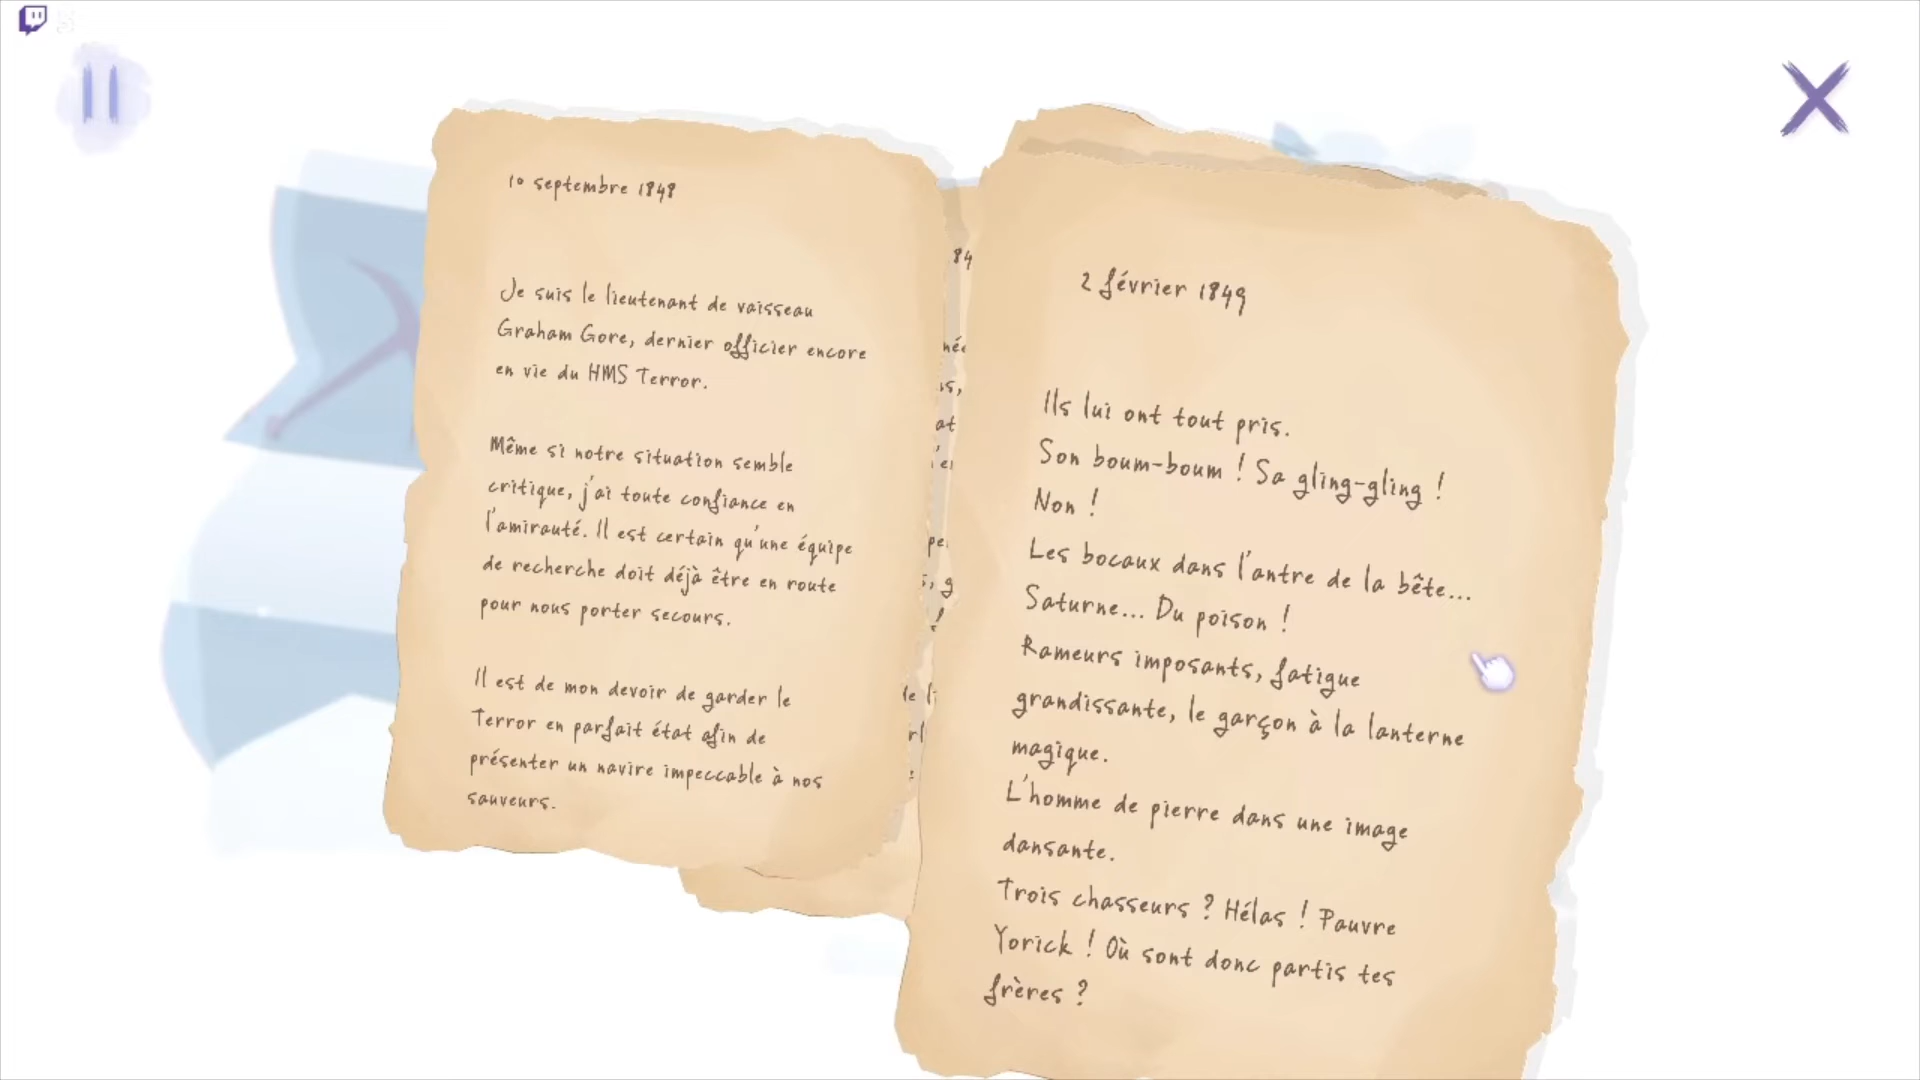 10 septembre 1848
Je suis le lieutenant de vaisseau
Graham Gore, dernier officier encore
en vie du HMS Terror.
Même si notre situation semble
critique, j'ai toute confiance en
l'amirauté. Il est certain qu'une équipe
de recherche doit déjà être en route
pour nous porter secours.
Il est de mon devoir de garder le
Terror en parfait état afin de
présenter un navire impeccable à nos
sauveurs.
2 février 1849
Ils lui ont tout pris.
Son boum-boum ! Sa gling-gling !
Non !
Les bocaux dans l'antre de la bête...
Saturne... Du poison !
Rameurs imposants, fatigue
grandissante, le garçon à la lanterne
magique.
L'homme de pierre dans une image
dansante.
Trois chasseurs ? Hélas ! Pauvre
Yorick ! Où sont donc partis tes
frères ?